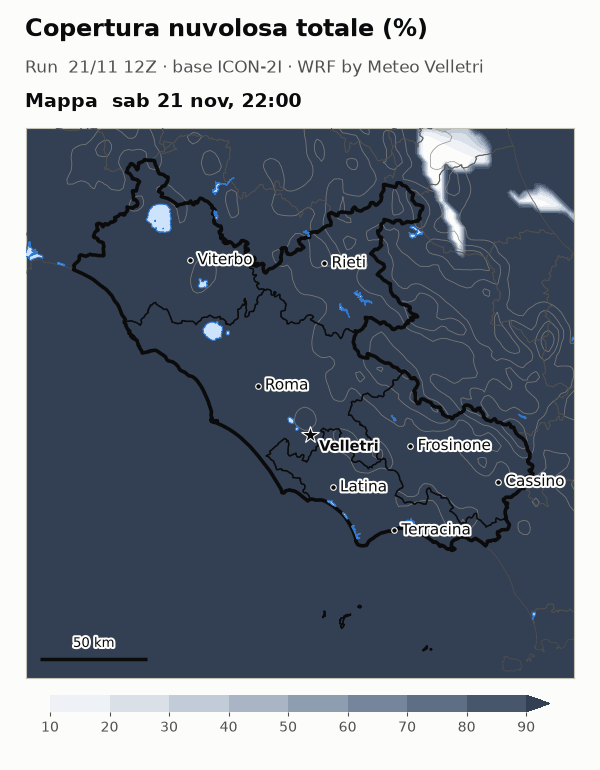 Copertura nuvolosa totale (%)
Run 21/11 12Z · base ICON-2I · WRF by Meteo Velletri
Mappa sab 21 nov, 22:00
Viterbo
Rieti
Roma
Velletri
Frosinone
Cassino
Latina
Terracina
50 km
10 20 30 40 50 60 70 80 90